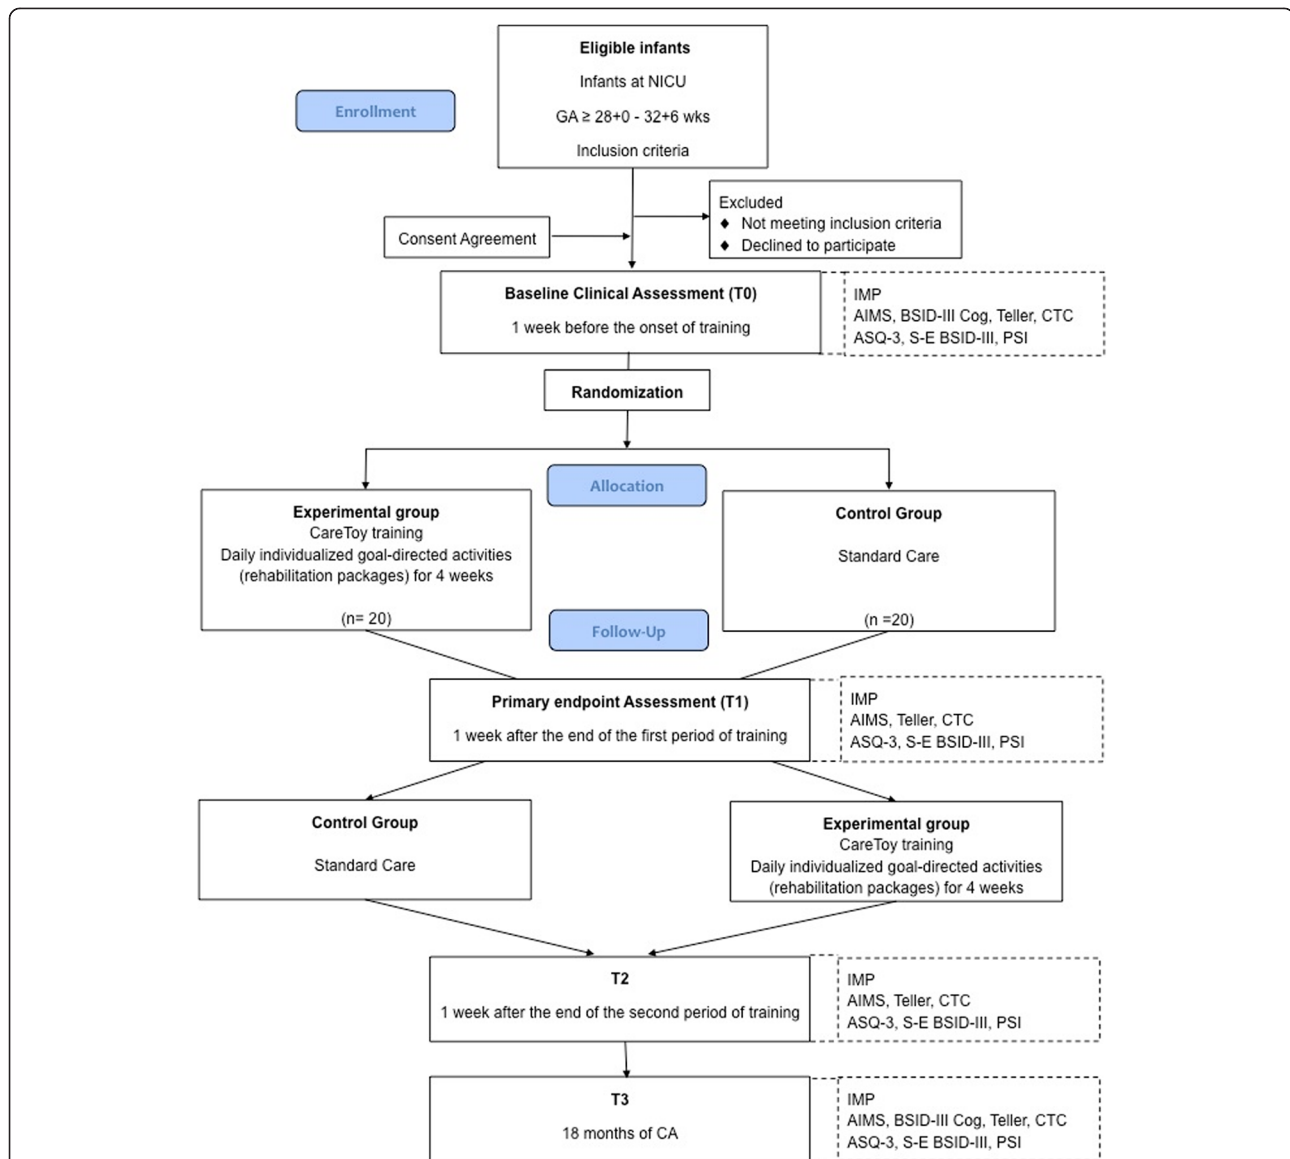 Eligible infants
Infants at NICU
Enrollment
GA ≥ 28+0 - 32+6 wks
Inclusion criteria
Excluded
♦ Not meeting inclusion criteria
♦ Declined to participate
Consent Agreement
Baseline Clinical Assessment (T0)
1 week before the onset of training
IMP
AIMS, BSID-III Cog, Teller, CTC
ASQ-3, S-E BSID-III, PSI
Randomization
Allocation
Experimental group
CareToy training
Daily individualized goal-directed activities
(rehabilitation packages) for 4 weeks
(n= 20)
Control Group
Standard Care
(n =20)
Follow-Up
Primary endpoint Assessment (T1)
1 week after the end of the first period of training
IMP
AIMS, Teller, CTC
ASQ-3, S-E BSID-III, PSI
Control Group
Standard Care
Experimental group
CareToy training
Daily individualized goal-directed activities
(rehabilitation packages) for 4 weeks
T2
1 week after the end of the second period of training
IMP
AIMS, Teller, CTC
ASQ-3, S-E BSID-III, PSI
T3
18 months of CA
IMP
AIMS, BSID-III Cog, Teller, CTC
ASQ-3, S-E BSID-III, PSI